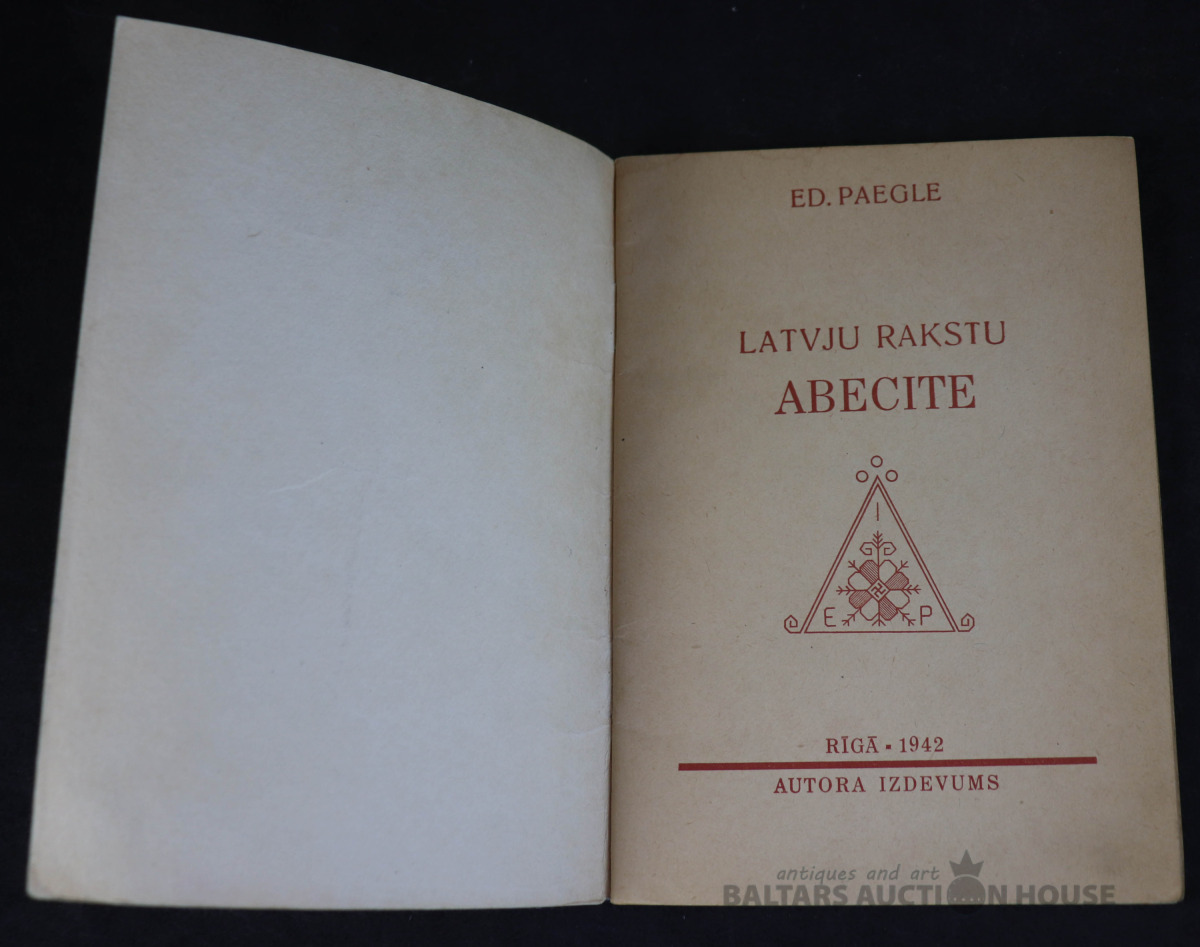 ED. PAEGLE
LATVJU RAKSTU
ABECITE
I
E P
RĪGĀ ▪ 1942
AUTORA IZDEVUMS
antiques and art
BALTARS AUCTION HOUSE